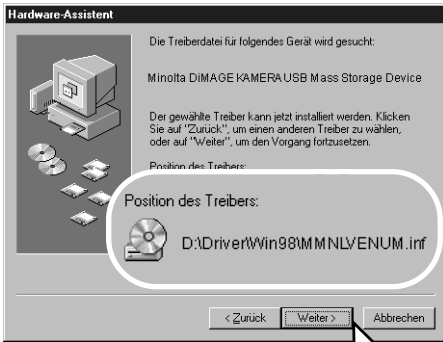 Hardware-Assistent
Die Treiberdatei für folgendes Gerät wird gesucht:
Minolta DiMAGE KAMERA USB Mass Storage Device
Der gewählte Treiber kann jetzt installiert werden. Klicken
Sie auf "Zurück", um einen anderen Treiber zu wählen,
oder auf "Weiter", um den Vorgang fortzusetzen.
Position des Treibers:
Position des Treibers:
D:\Driver\Win98\MMNLVENUM.inf
< Zurück
Weiter >
Abbrechen